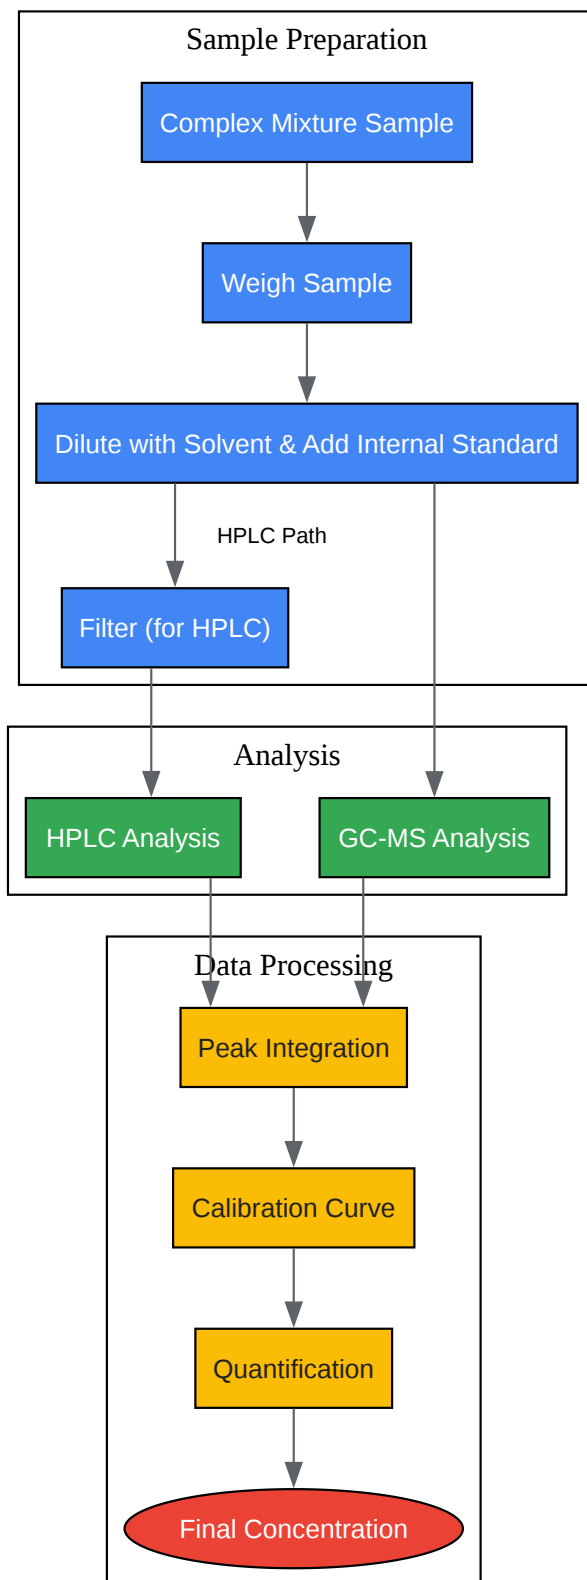 Sample Preparation
Complex Mixture Sample
Weigh Sample
Dilute with Solvent & Add Internal Standard
HPLC Path
Filter (for HPLC)
Analysis
HPLC Analysis
GC-MS Analysis
Data Processing
Peak Integration
Calibration Curve
Quantification
Final Concentration